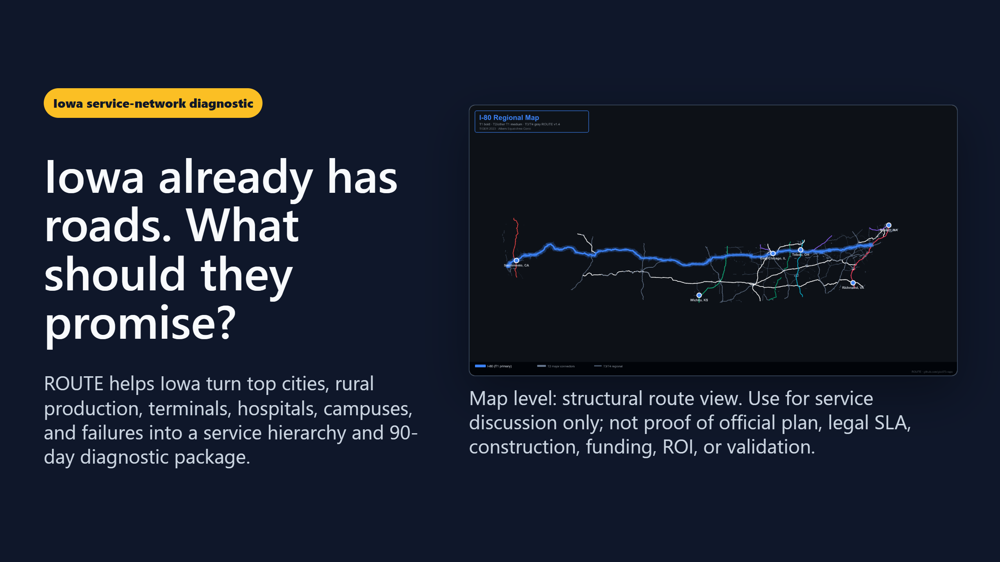 Iowa service-network diagnostic
Iowa already has
roads. What
should they
promise?
ROUTE helps Iowa turn top cities, rural
production, terminals, hospitals, campuses,
and failures into a service hierarchy and 90-
day diagnostic package.
I-80 Regional Map
T1 bold · T2/other T1 medium · T3/T4 gray ROUTE v1.4
TIGER 2023 · Albers Equal-Area Conic
Boston, MA
Toledo, OH
Gary/Chicago, IL
Sacramento, CA
Richmond, VA
Wichita, KS
I-80 (T1 primary)
T2 major connectors
T3/T4 regional
Map level: structural route view. Use for service
discussion only; not proof of official plan, legal SLA,
construction, funding, ROI, or validation.